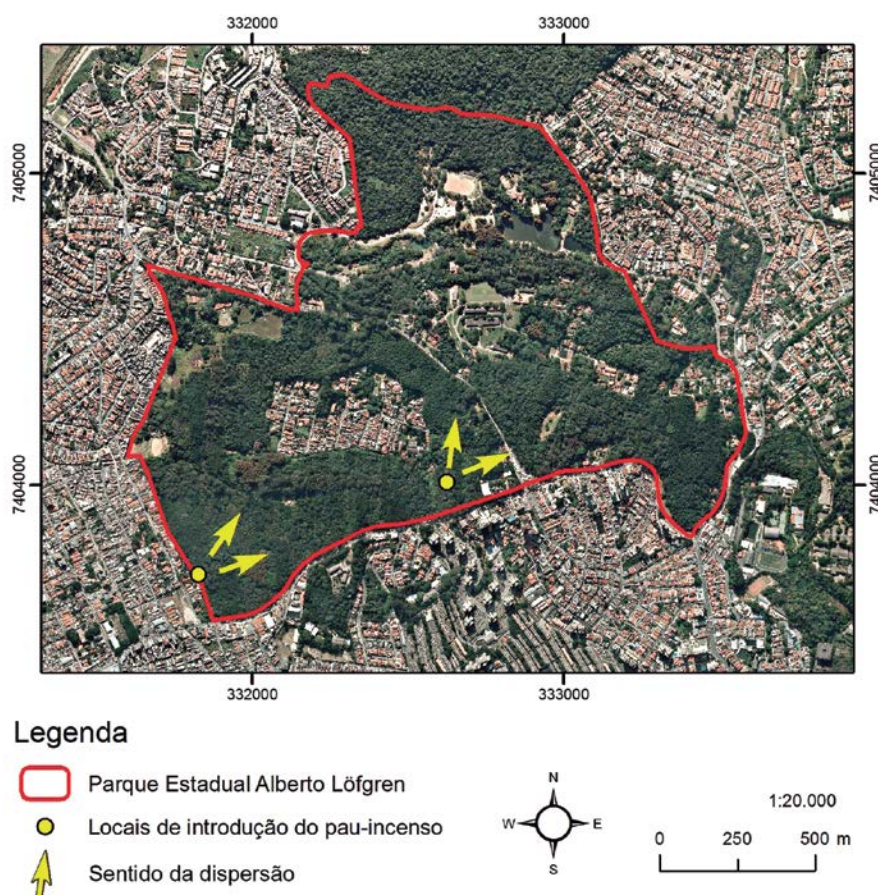 332000 333000
7405000 7405000
7404000 7404000
332000 333000
Legenda
Parque Estadual Alberto Löfgren
Locais de introdução do pau-incenso
Sentido da dispersão
N
W E
S
1:20.000
0 250 500 m